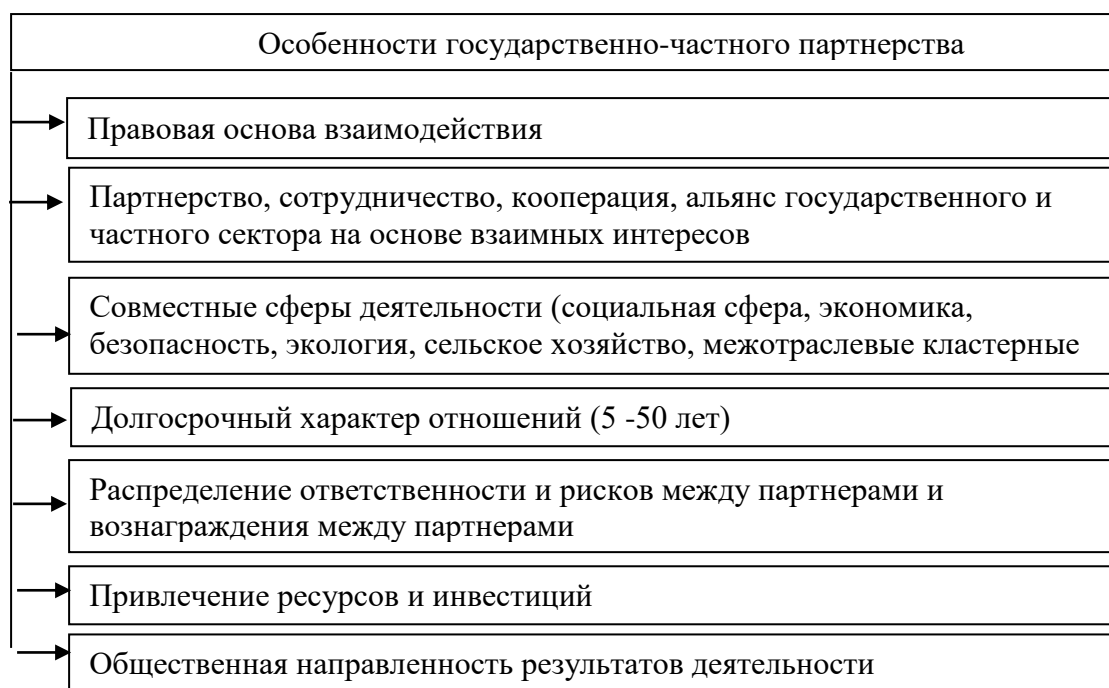 Особенности государственно-частного партнерства
Правовая основа взаимодействия
Партнерство, сотрудничество, кооперация, альянс государственного и
частного сектора на основе взаимных интересов
Совместные сферы деятельности (социальная сфера, экономика,
безопасность, экология, сельское хозяйство, межотраслевые кластерные
Долгосрочный характер отношений (5 -50 лет)
Распределение ответственности и рисков между партнерами и
вознаграждения между партнерами
Привлечение ресурсов и инвестиций
Общественная направленность результатов деятельности